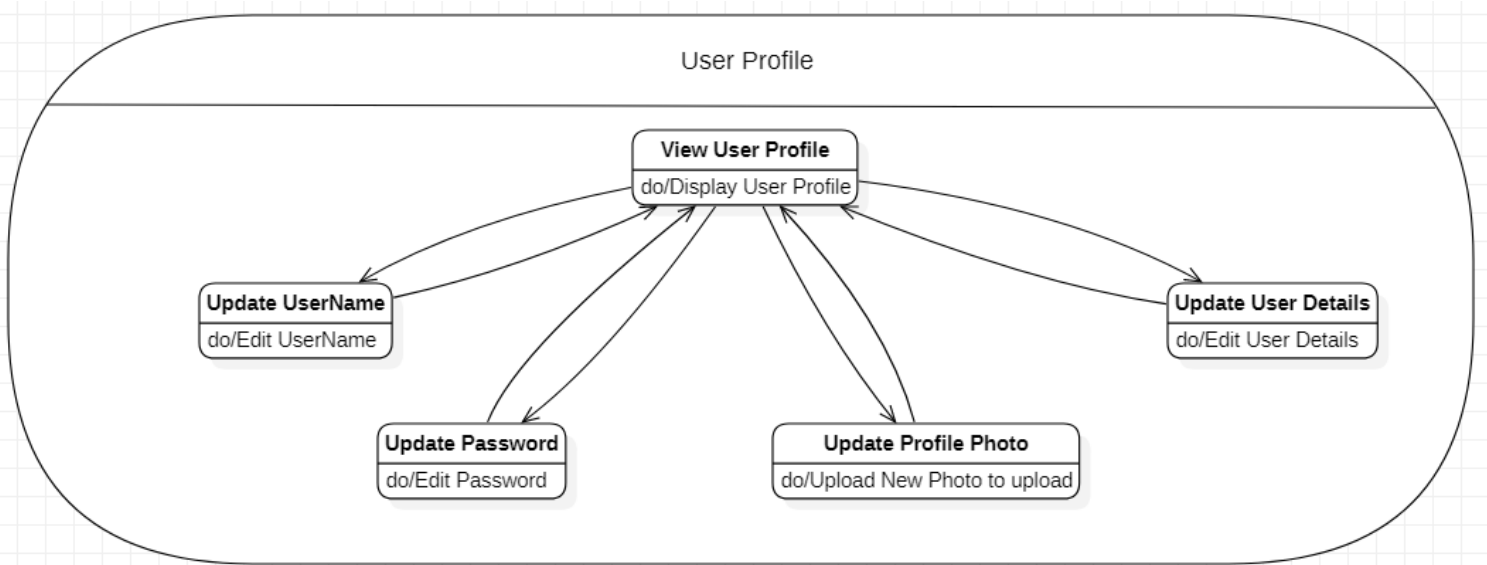 User Profile
View User Profile
do/Display User Profile
Update UserName
do/Edit UserName
Update User Details
do/Edit User Details
Update Password
do/Edit Password
Update Profile Photo
do/Upload New Photo to upload